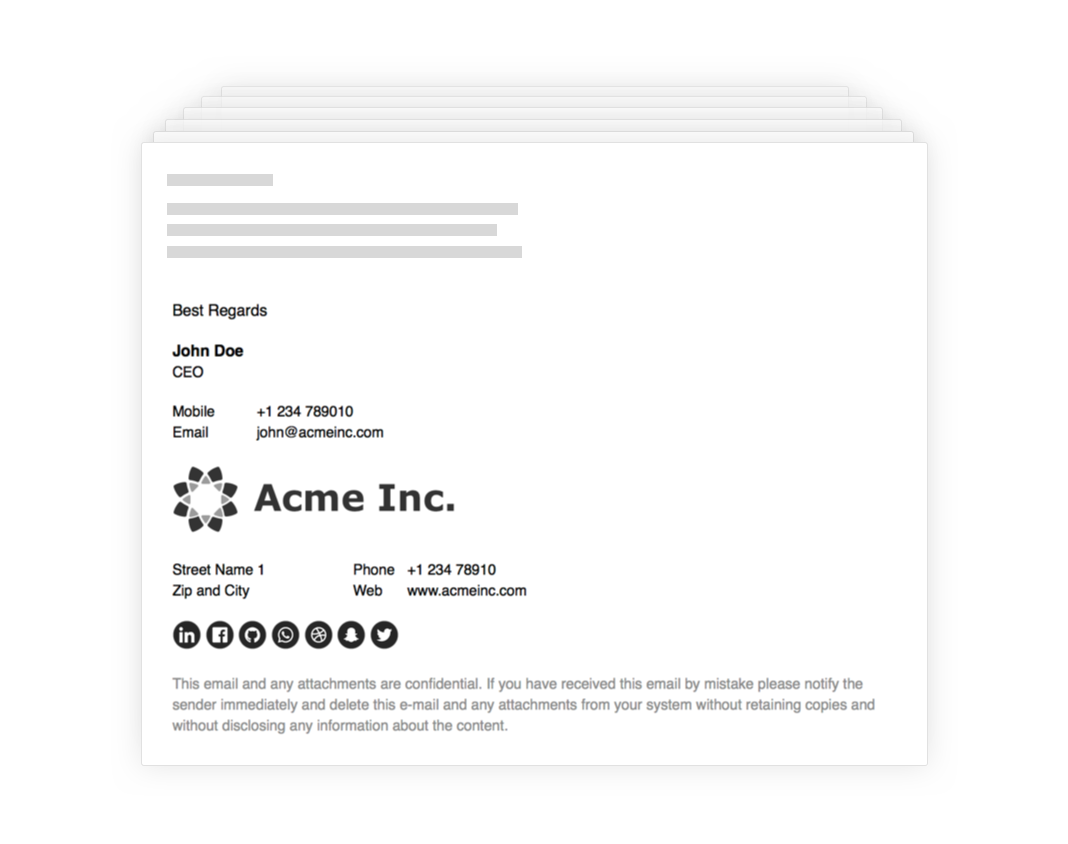 Best Regards
John Doe
CEO
Mobile +1 234 789010
Email john@acmeinc.com
Acme Inc.
Street Name 1 Phone +1 234 78910
Zip and City Web www.acmeinc.com
in
This email and any attachments are confidential. If you have received this email by mistake please notify the
sender immediately and delete this e-mail and any attachments from your system without retaining copies and
without disclosing any information about the content.